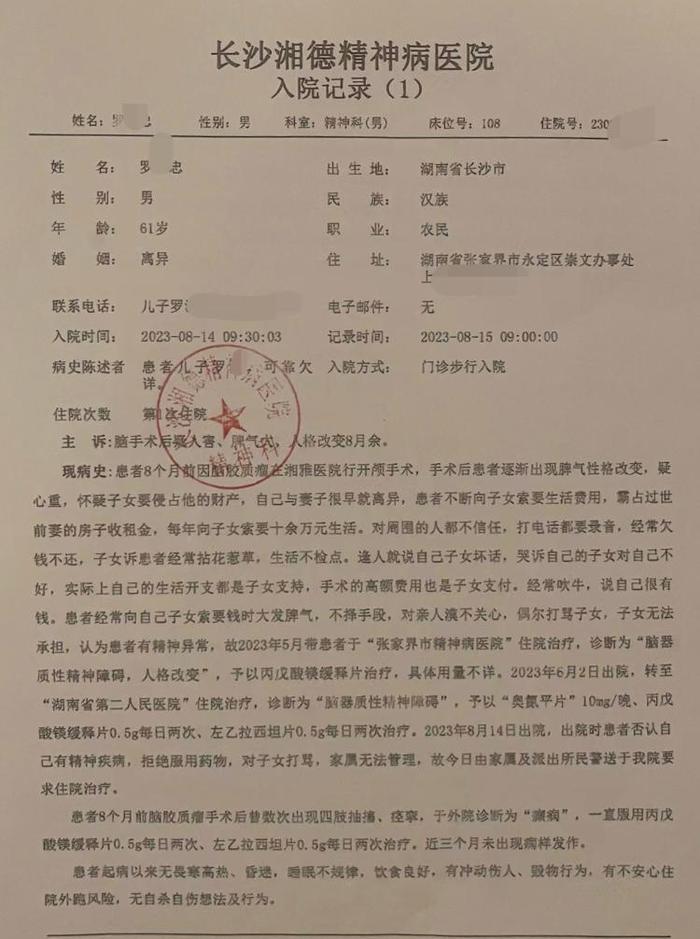 长沙湘德精神病医院
入院记录（1）
姓名：罗 忠 性别：男 科室：精神科(男) 床位号：108 住院号：230
姓 名： 罗 忠 出 生 地： 湖南省长沙市
性 别： 男 民 族： 汉族
年 龄： 61岁 职 业： 农民
婚 姻： 离异 住 址： 湖南省张家界市永定区崇文办事处
上
联系电话： 儿子罗 电子邮件： 无
入院时间： 2023-08-14 09:30:03 记录时间： 2023-08-15 09:00:00
病史陈述者 患者儿子罗 ，可靠欠 入院方式： 门诊步行入院
详。
住院次数 第1次住院
长沙湘德精神病医院
精神科
主 诉：脑手术后疑人害、脾气大，人格改变8月余。
现病史：患者8个月前因脑胶质瘤在湘雅医院行开颅手术，手术后患者逐渐出现脾气性格改变，疑
心重，怀疑子女要侵占他的财产，自己与妻子很早就离异，患者不断向子女索要生活费用，霸占过世
前妻的房子收租金，每年向子女索要十余万元生活。对周围的人都不信任，打电话都要录音，经常欠
钱不还，子女诉患者经常拈花惹草，生活不检点。逢人就说自己子女坏话，哭诉自己的子女对自己不
好，实际上自己的生活开支都是子女支持，手术的高额费用也是子女支付。经常吹牛，说自己很有
钱。患者经常向自己子女索要钱时大发脾气，不择手段，对亲人漠不关心，偶尔打骂子女，子女无法
承担，认为患者有精神异常，故2023年5月带患者于“张家界市精神病医院”住院治疗，诊断为“脑器
质性精神障碍，人格改变”，予以丙戊酸镁缓释片治疗，具体用量不详。2023年6月2日出院，转至
“湖南省第二人民医院”住院治疗，诊断为“脑器质性精神障碍”，予以“奥氮平片”10mg/晚、丙戊
酸镁缓释片0.5g每日两次、左乙拉西坦片0.5g每日两次治疗。2023年8月14日出院，出院时患者否认自
己有精神疾病，拒绝服用药物，对子女打骂，家属无法管理，故今日由家属及派出所民警送于我院要
求住院治疗。
患者8个月前脑胶质瘤手术后曾数次出现四肢抽搐、痉挛，于外院诊断为“癫痫”，一直服用丙戊
酸镁缓释片0.5g每日两次、左乙拉西坦片0.5g每日两次治疗。近三个月未出现病样发作。
患者起病以来无畏寒高热、昏迷，睡眠不规律，饮食良好，有冲动伤人、毁物行为，有不安心住
院外跑风险，无自杀自伤想法及行为。